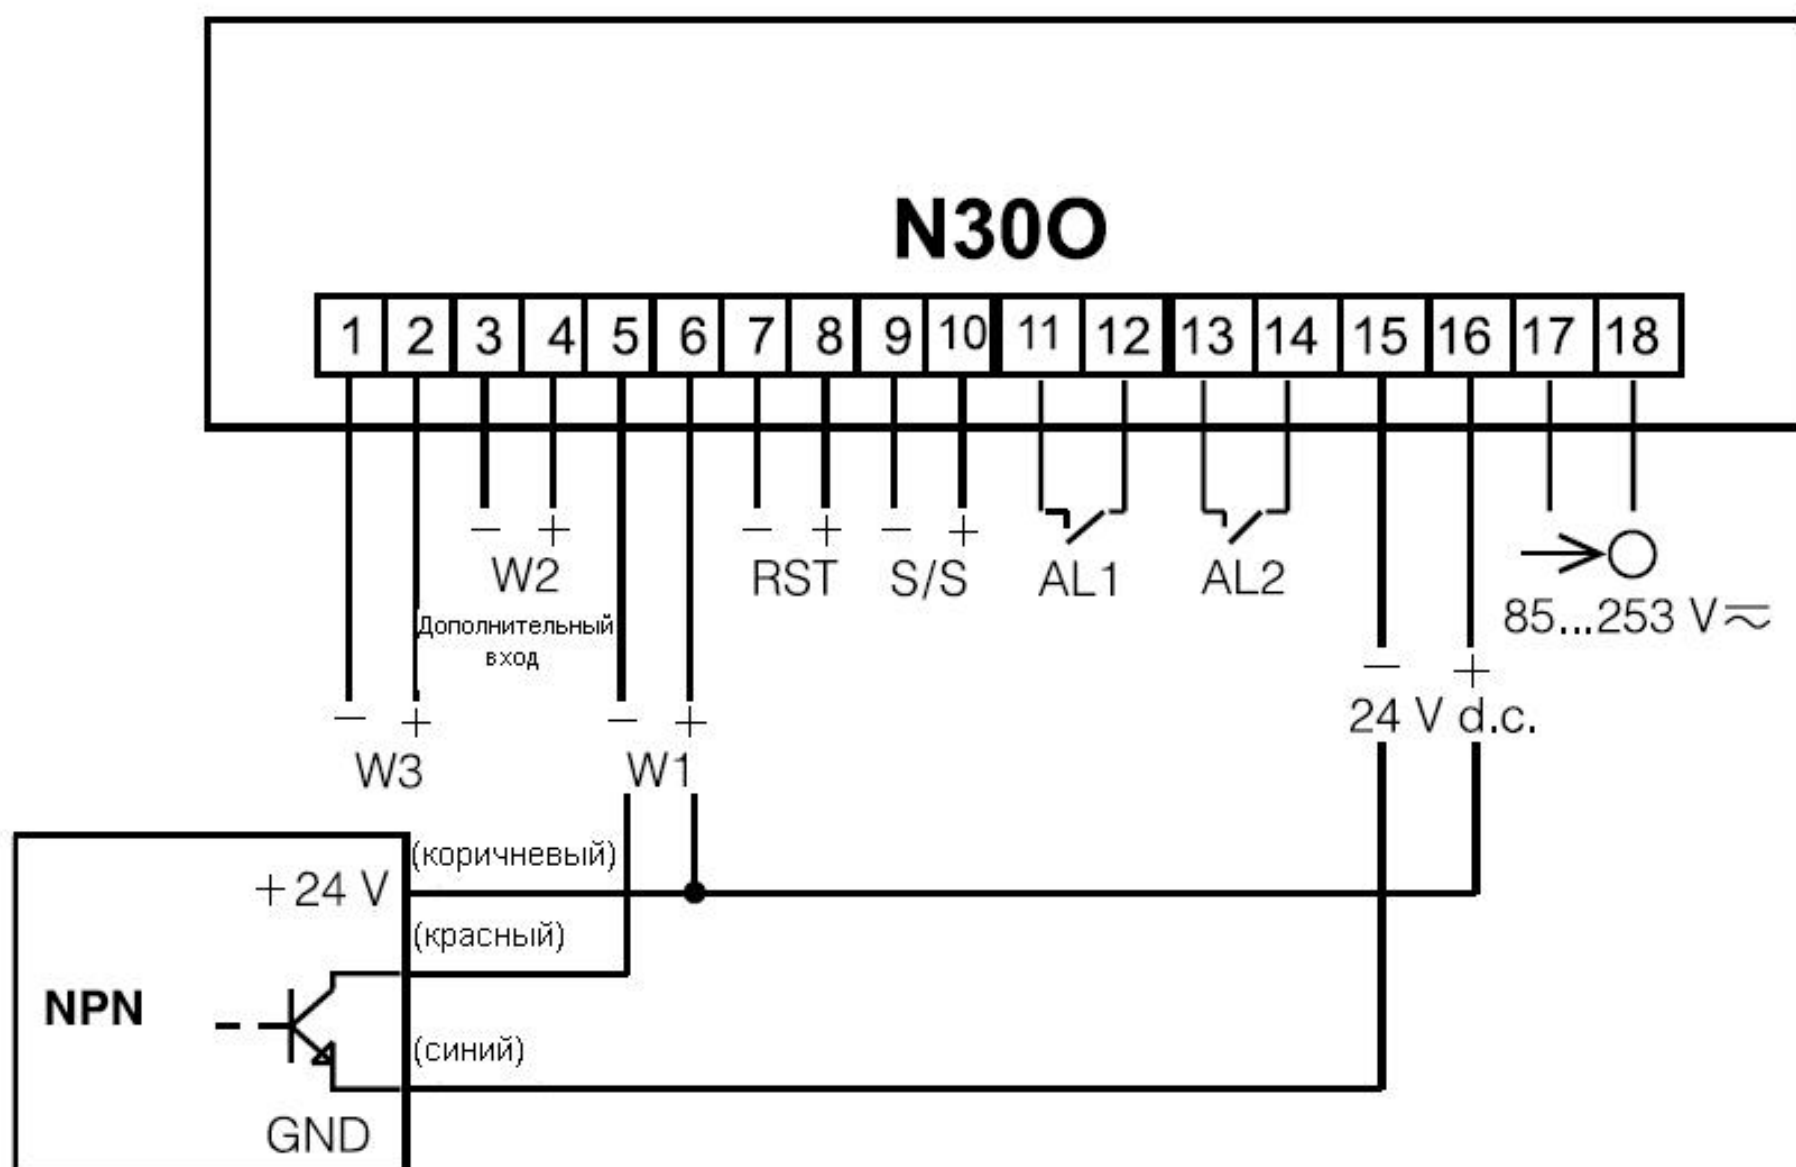 N30O
1 2 3 4 5 6 7 8 9 10 11 12 13 14 15 16 17 18
− + − + − +
W2 RST S/S AL1 AL2
85...253 V
Дополнительный
вход
− +
24 V d.c.
− + − +
W3 W1
(коричневый)
+24 V
(красный)
NPN
(синий)
GND